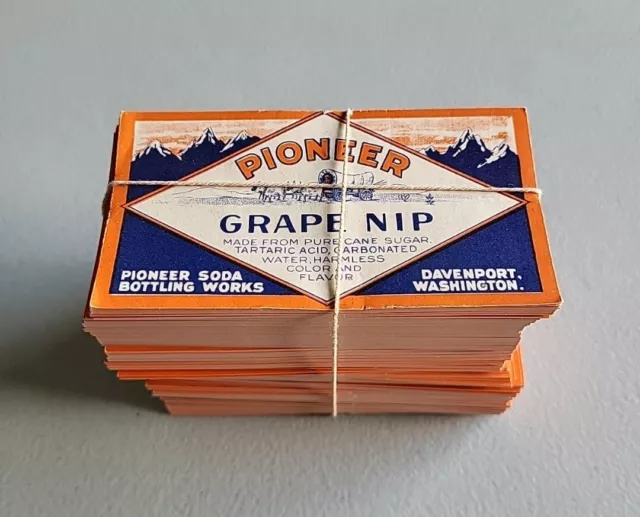 PIONEER
GRAPE NIP
MADE FROM PURE CANE SUGAR,
TARTARIC ACID, CARBONATED
WATER, HARMLESS
COLOR AND
FLAVOR
PIONEER SODA
BOTTLING WORKS
DAVENPORT,
WASHINGTON.